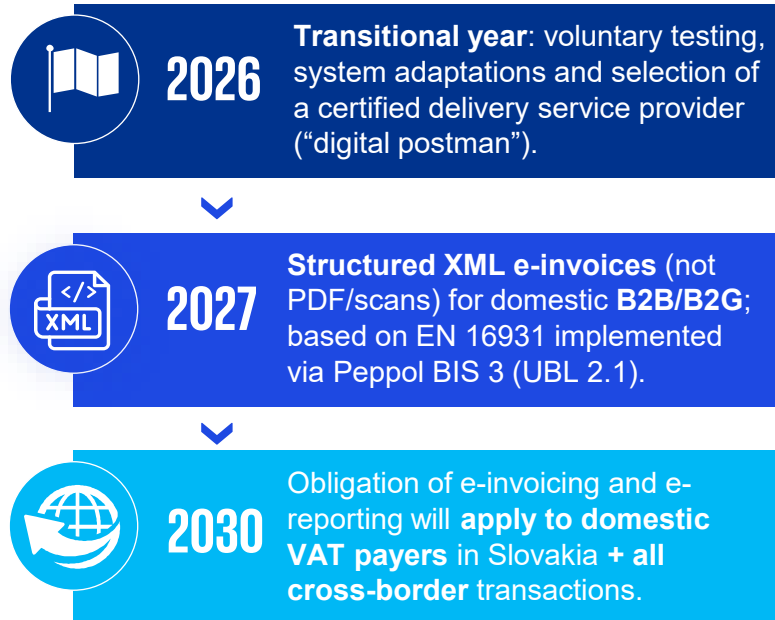 2026
Transitional year: voluntary testing,
system adaptations and selection of
a certified delivery service provider
(“digital postman”).
</>
XML
2027
Structured XML e-invoices (not
PDF/scans) for domestic B2B/B2G;
based on EN 16931 implemented
via Peppol BIS 3 (UBL 2.1).
2030
Obligation of e-invoicing and e-
reporting will apply to domestic
VAT payers in Slovakia + all
cross-border transactions.